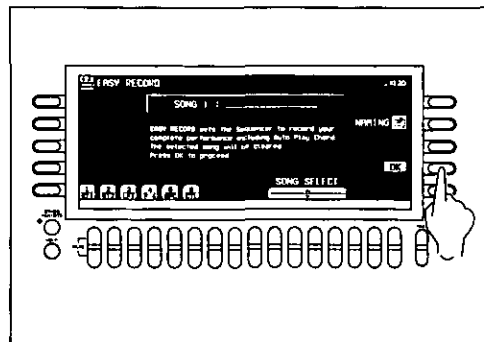 EASY RECORD
SONG 1 :
NAMING
EASY RECORD sets the Sequencer to record your
complete performance including Auto Play Chord
The selected song will be cleared
Press OK to proceed
OK
SONG SELECT